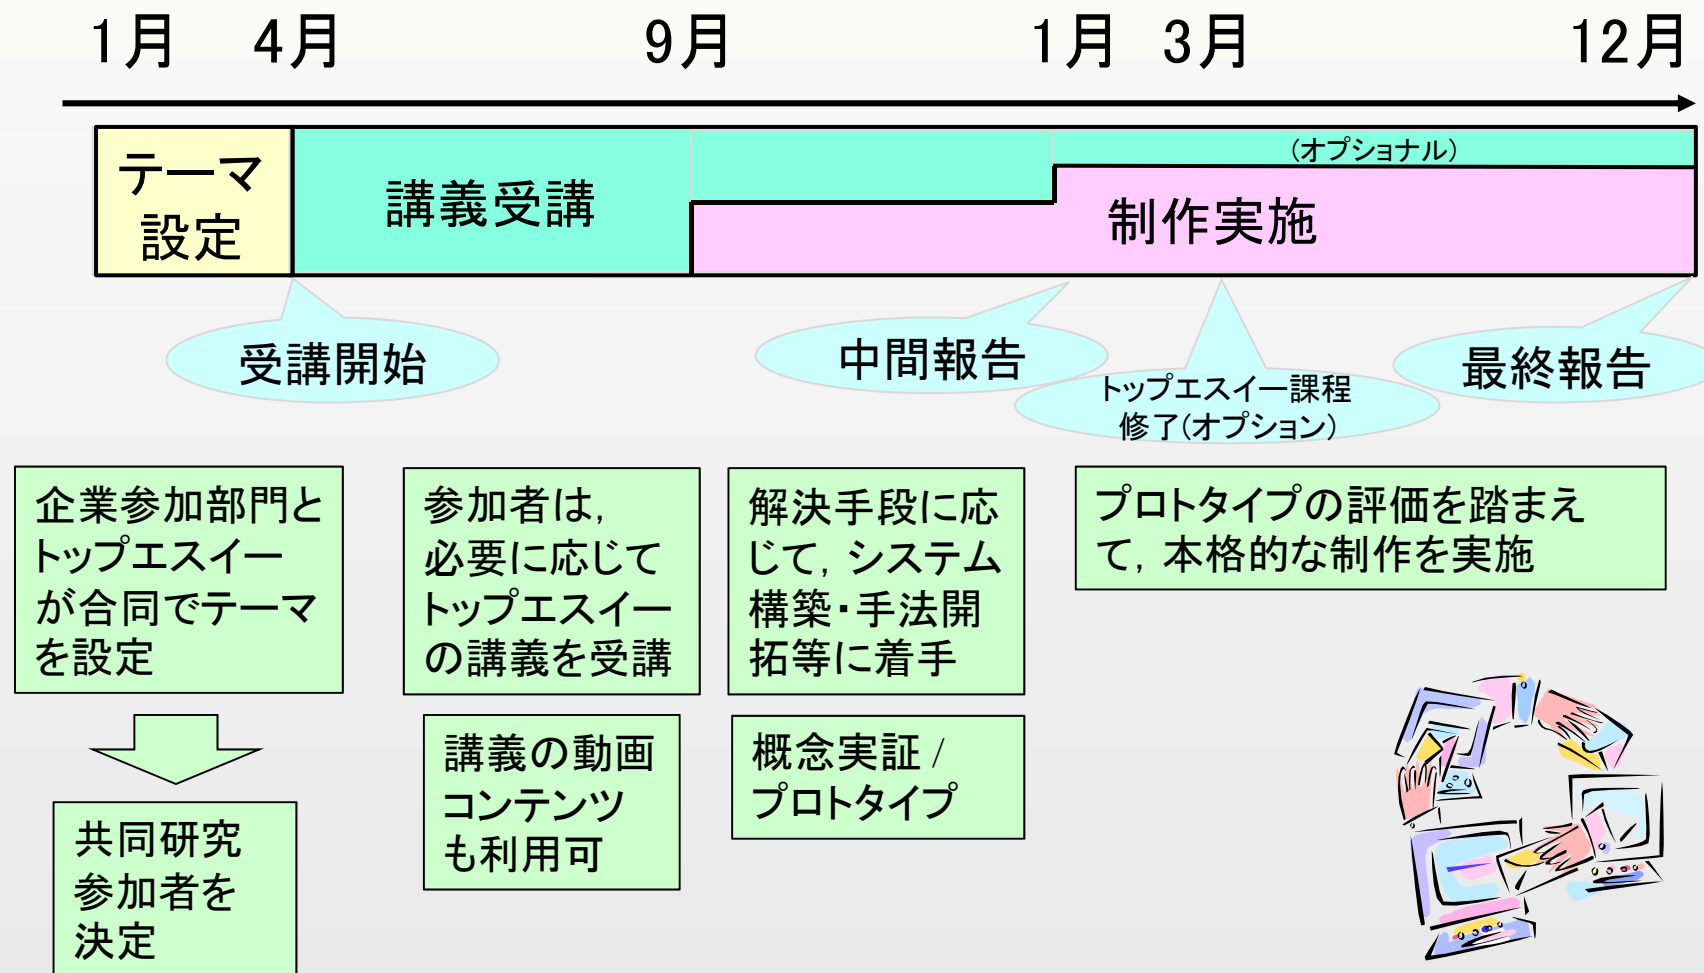 1月 4月 9月 1月 3月 12月
テーマ
設定
講義受講
(オプショナル)
制作実施
受講開始
中間報告
トップエスイー課程
修了(オプション)
最終報告
企業参加部門と
トップエスイー
が合同でテーマ
を設定
共同研究
参加者を
決定
参加者は，
必要に応じて
トップエスイー
の講義を受講
講義の動画
コンテンツ
も利用可
解決手段に応
じて，システム
構築・手法開
拓等に着手
概念実証 /
プロトタイプ
プロトタイプの評価を踏まえ
て，本格的な制作を実施